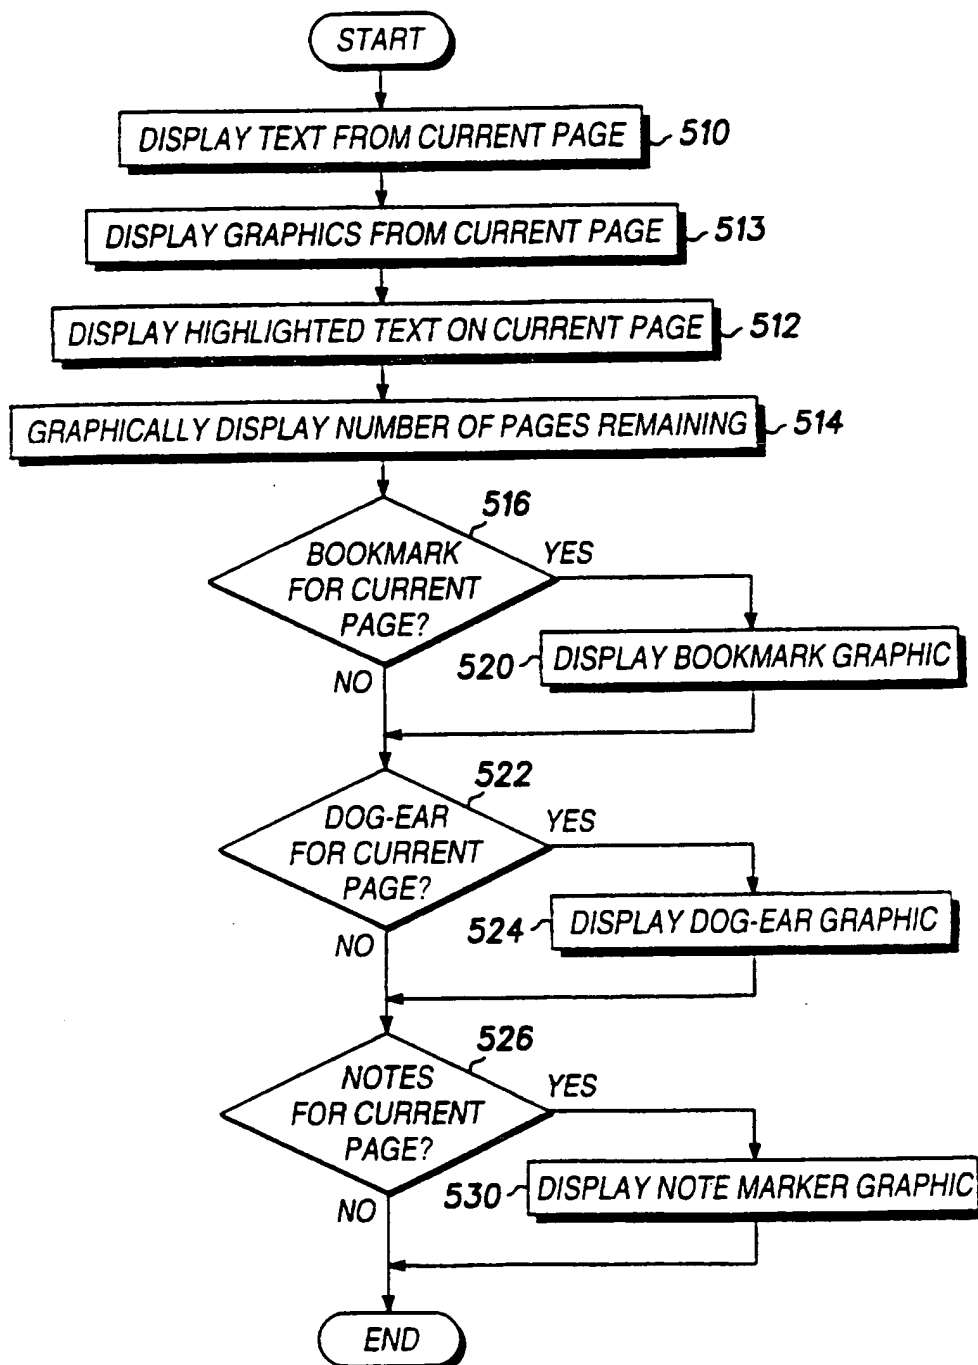 START
DISPLAY TEXT FROM CURRENT PAGE 510
DISPLAY GRAPHICS FROM CURRENT PAGE 513
DISPLAY HIGHLIGHTED TEXT ON CURRENT PAGE 512
GRAPHICALLY DISPLAY NUMBER OF PAGES REMAINING 514
516
BOOKMARK
FOR CURRENT
PAGE?
YES
520 DISPLAY BOOKMARK GRAPHIC
NO
522
DOG-EAR
FOR CURRENT
PAGE?
YES
524 DISPLAY DOG-EAR GRAPHIC
NO
526
NOTES
FOR CURRENT
PAGE?
YES
530 DISPLAY NOTE MARKER GRAPHIC
NO
END